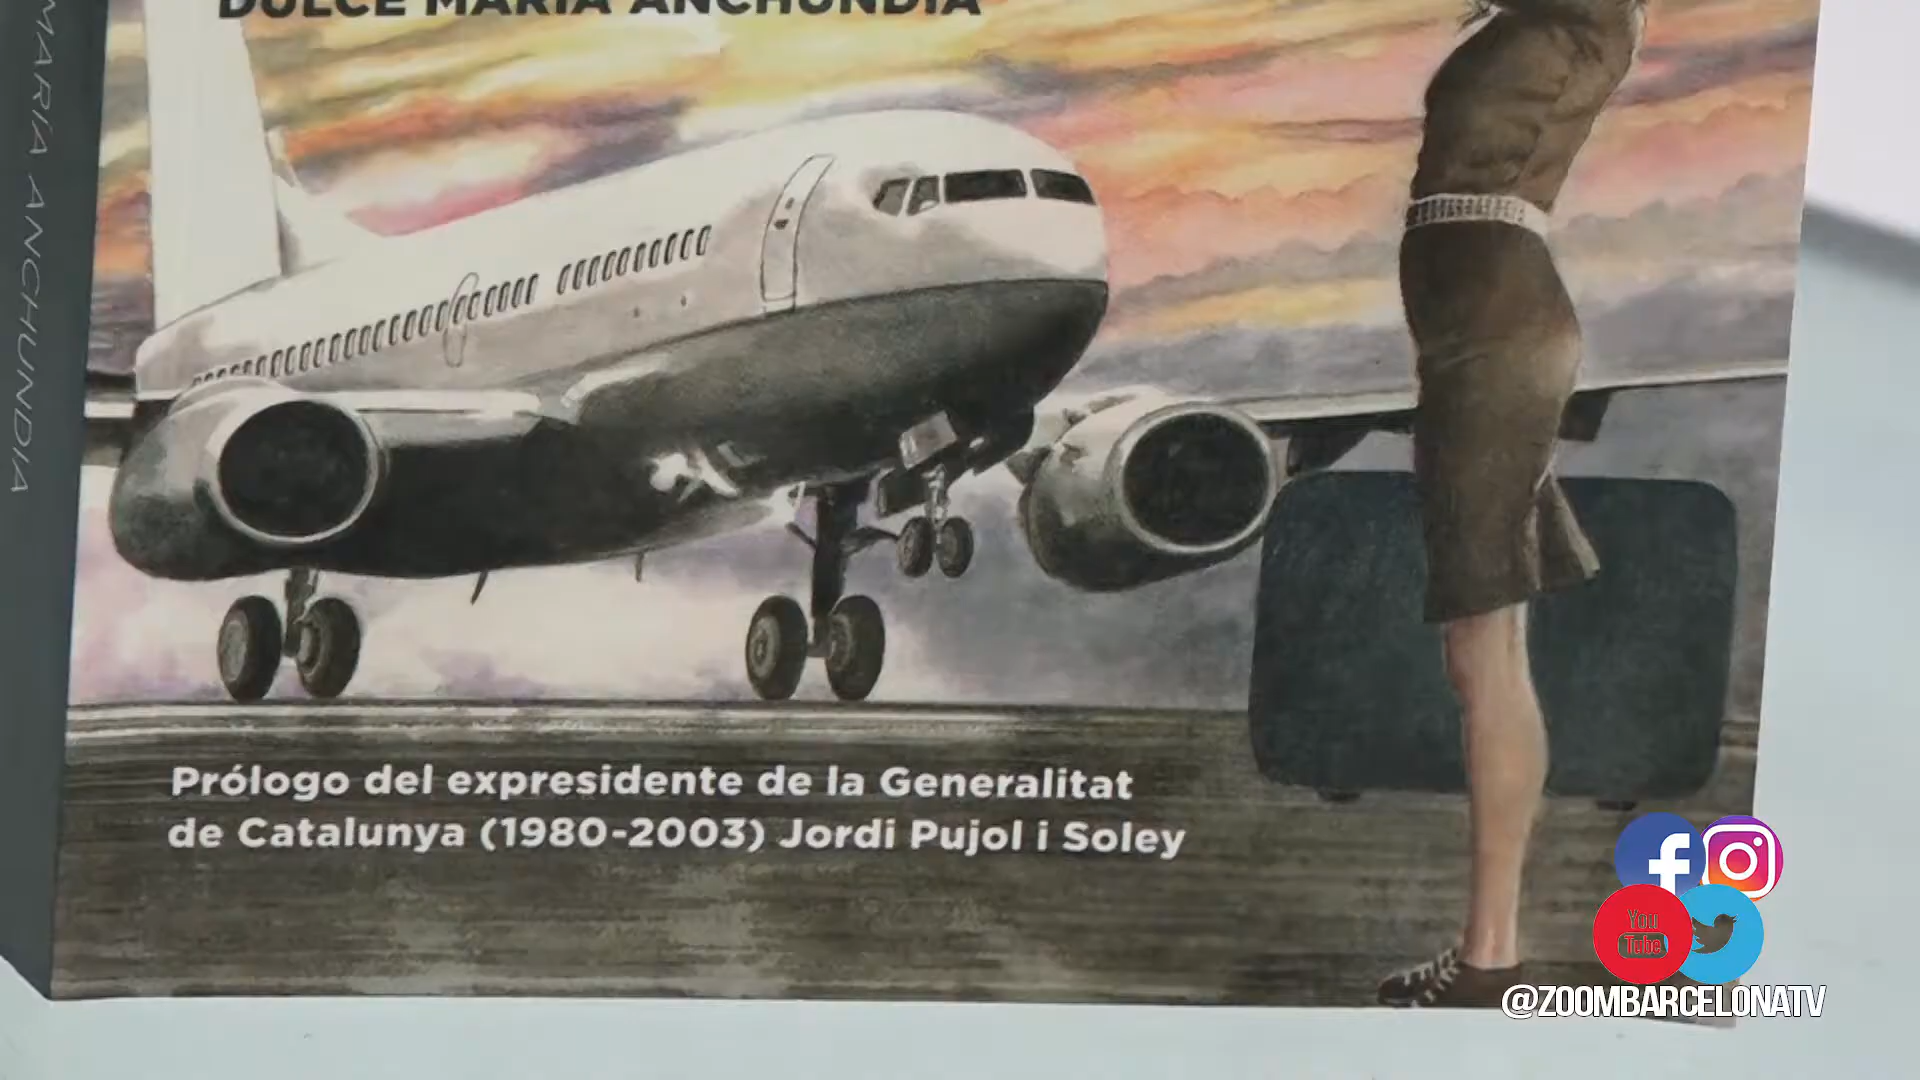 DULCE MARÍA ANCHUNDIA
MARÍA ANCHUNDIA
Prólogo del expresidente de la Generalitat
de Catalunya (1980-2003) Jordi Pujol i Soley
You
Tube
@ZOOMBARCELONATV